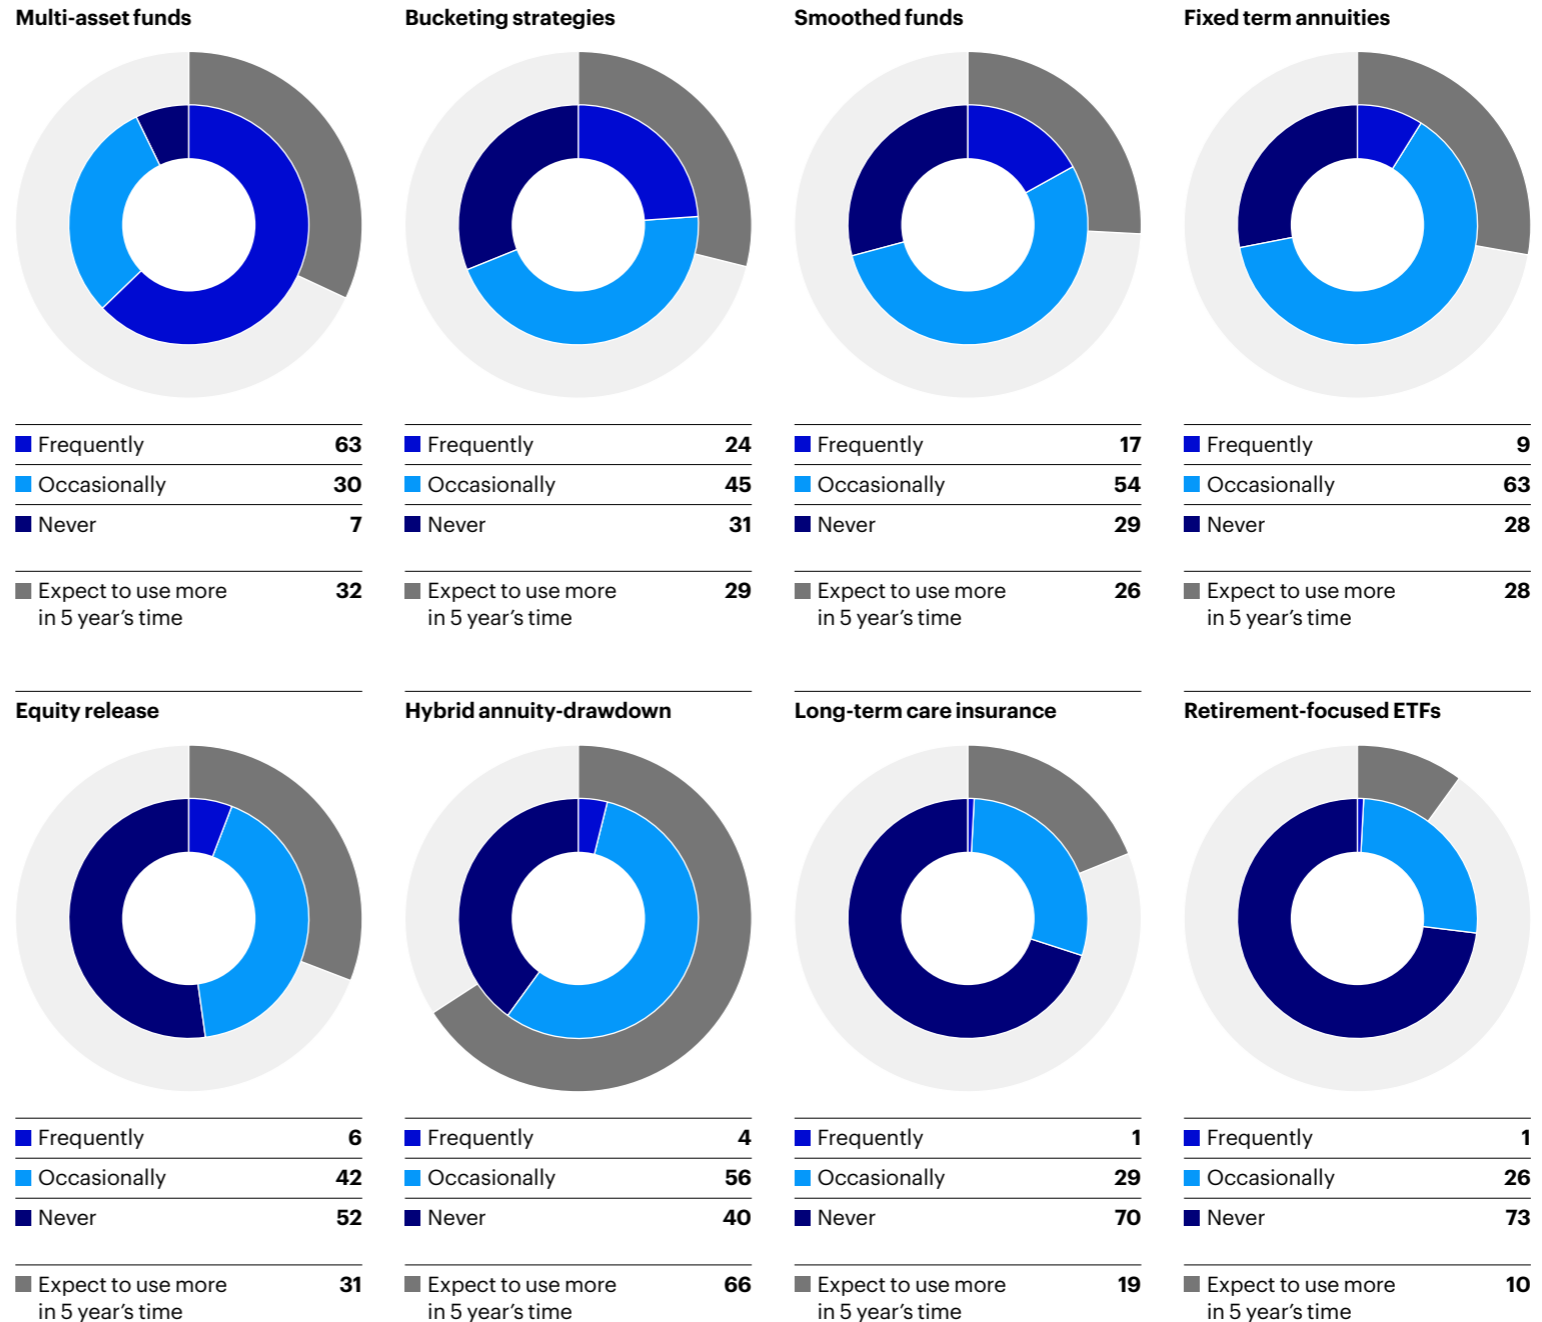 Multi-asset funds
Frequently 63
Occasionally 30
Never 7
Expect to use more 32
in 5 year’s time
Bucketing strategies
Frequently 24
Occasionally 45
Never 31
Expect to use more 29
in 5 year’s time
Smoothed funds
Frequently 17
Occasionally 54
Never 29
Expect to use more 26
in 5 year’s time
Fixed term annuities
Frequently 9
Occasionally 63
Never 28
Expect to use more 28
in 5 year’s time
Equity release
Frequently 6
Occasionally 42
Never 52
Expect to use more 31
in 5 year’s time
Hybrid annuity-drawdown
Frequently 4
Occasionally 56
Never 40
Expect to use more 66
in 5 year’s time
Long-term care insurance
Frequently 1
Occasionally 29
Never 70
Expect to use more 19
in 5 year’s time
Retirement-focused ETFs
Frequently 1
Occasionally 26
Never 73
Expect to use more 10
in 5 year’s time